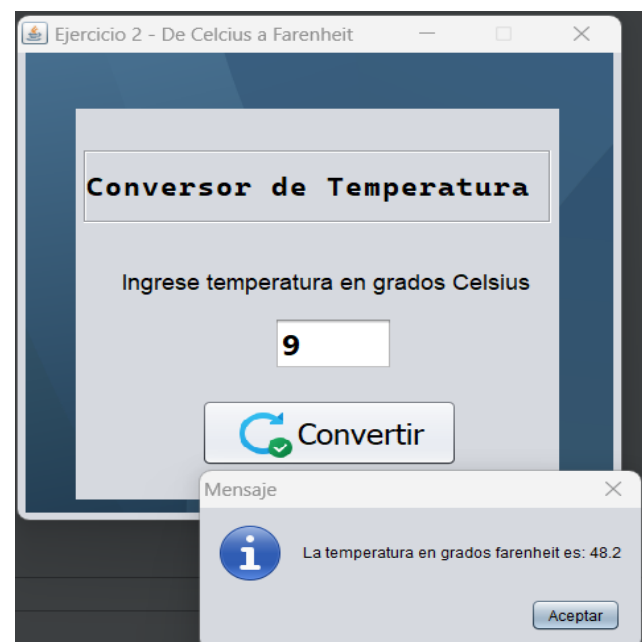 Ejercicio 2 - De Celcius a Farenheit
Conversor de Temperatura
Ingrese temperatura en grados Celsius
9
Convertir
Mensaje
La temperatura en grados farenheit es: 48.2
Aceptar